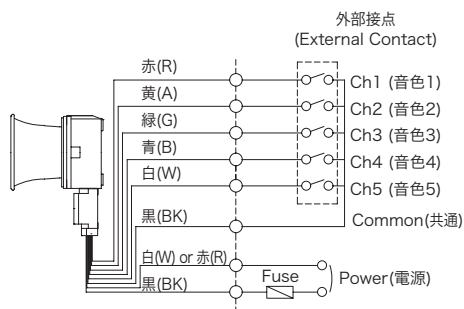 外部接点
(External Contact)
赤(R)
Ch1 (音色1)
黄(A)
Ch2 (音色2)
緑(G)
Ch3 (音色3)
青(B)
Ch4 (音色4)
白(W)
Ch5 (音色5)
黒(BK)
Common(共通)
白(W) or 赤(R)
Fuse
Power(電源)
黒(BK)